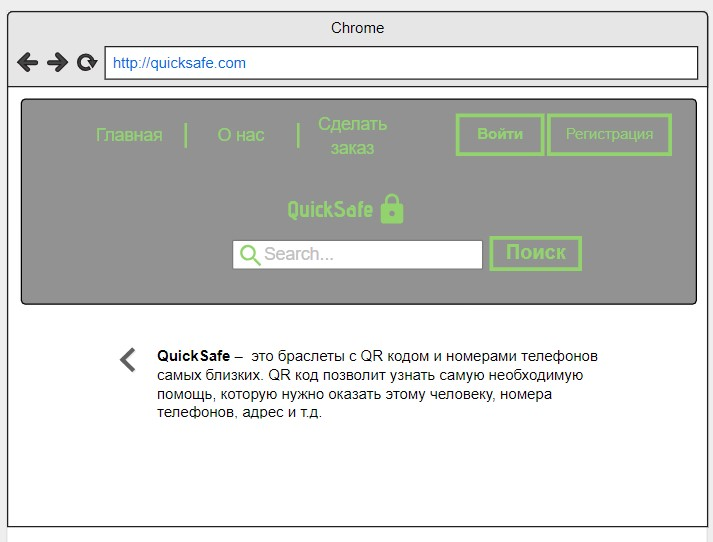 Chrome
http://quicksafe.com
Главная
О нас
Сделать
заказ
Войти
Регистрация
QuickSafe
Search...
Поиск
QuickSafe – это браслеты с QR кодом и номерами телефонов
самых близких. QR код позволит узнать самую необходимую
помощь, которую нужно оказать этому человеку, номера
телефонов, адрес и т.д.